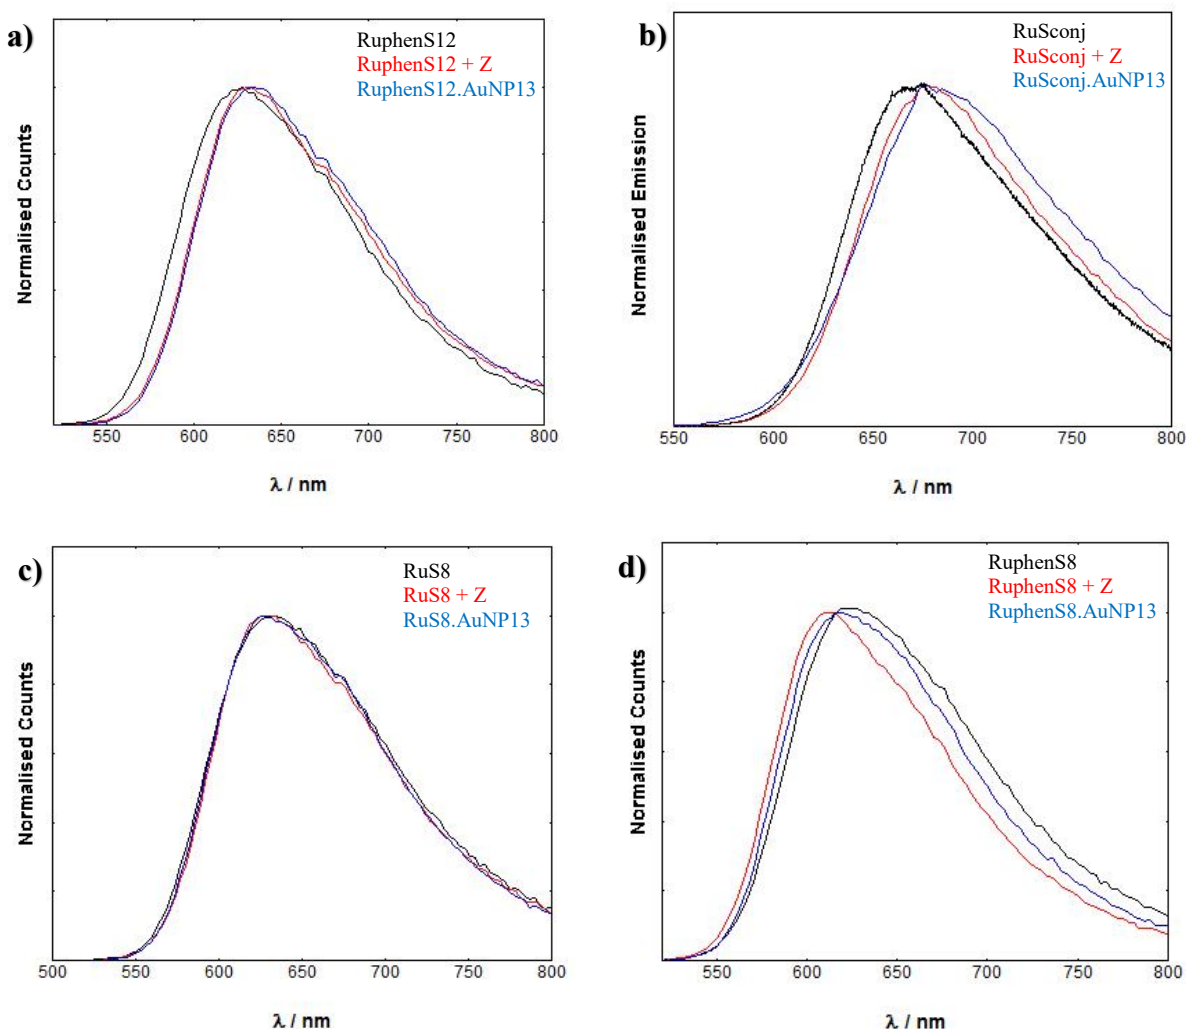 a)
RuphenS12
RuphenS12 + Z
RuphenS12.AuNP13
Normalised Counts
550 600 650 700 750 800
λ / nm
b)
RuSconj
RuSconj + Z
RuSconj.AuNP13
Normalised Emission
550 600 650 700 750 800
λ / nm
c)
RuS8
RuS8 + Z
RuS8.AuNP13
Normalised Counts
500 550 600 650 700 750 800
λ / nm
d)
RuphenS8
RuphenS8 + Z
RuphenS8.AuNP13
Normalised Counts
550 600 650 700 750 800
λ / nm